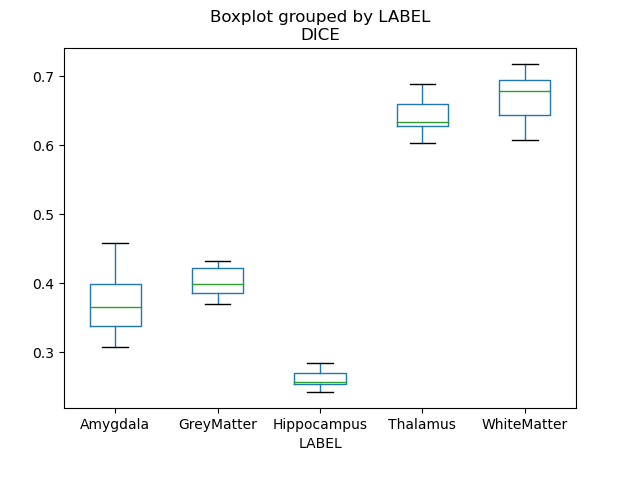 Boxplot grouped by LABEL
DICE
0.7
0.6
0.5
0.4
0.3
Amygdala GreyMatter Hippocampus Thalamus WhiteMatter
LABEL